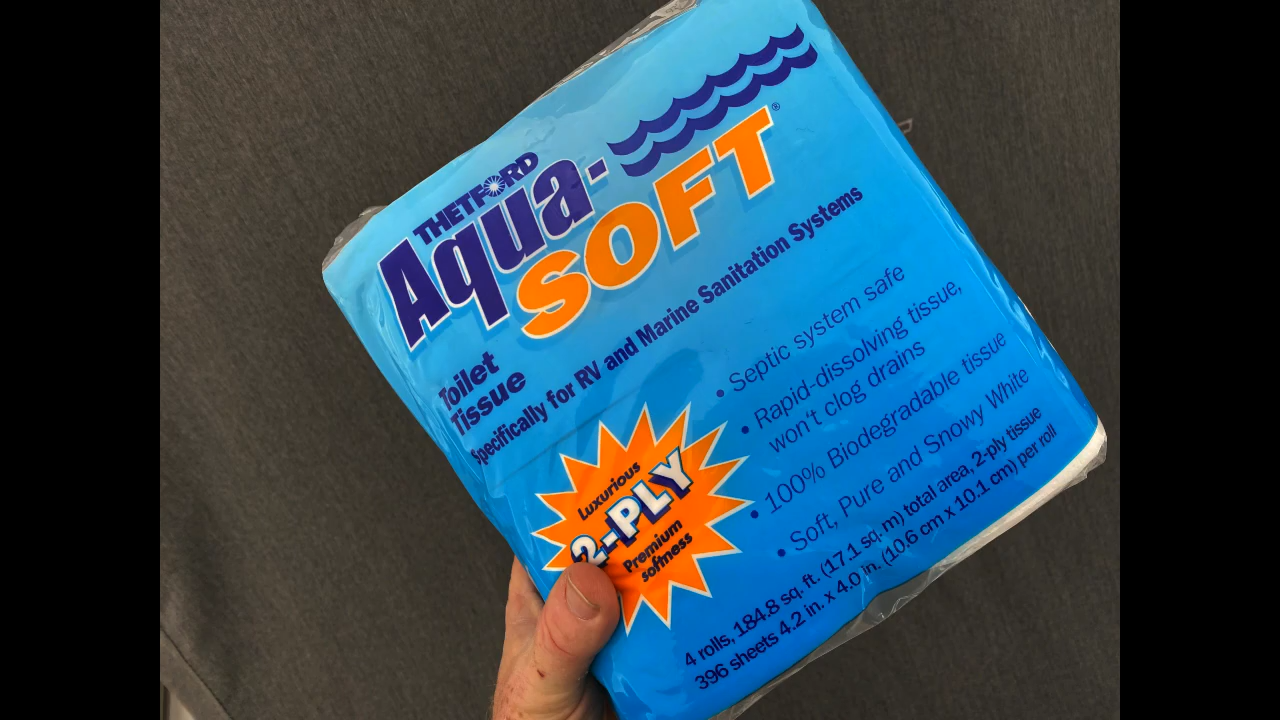 THETFORD
Aqua-
SOFT®
Toilet
Tissue
Specifically for RV and Marine Sanitation Systems
• Septic system safe
• Rapid-dissolving tissue,
won't clog drains
• 100% Biodegradable tissue
• Soft, Pure and Snowy White
Luxurious
2-PLY
Premium
softness
4 rolls, 184.8 sq. ft. (17.1 sq. m) total area, 2-ply tissue
396 sheets 4.2 in. x 4.0 in. (10.6 cm x 10.1 cm) per roll